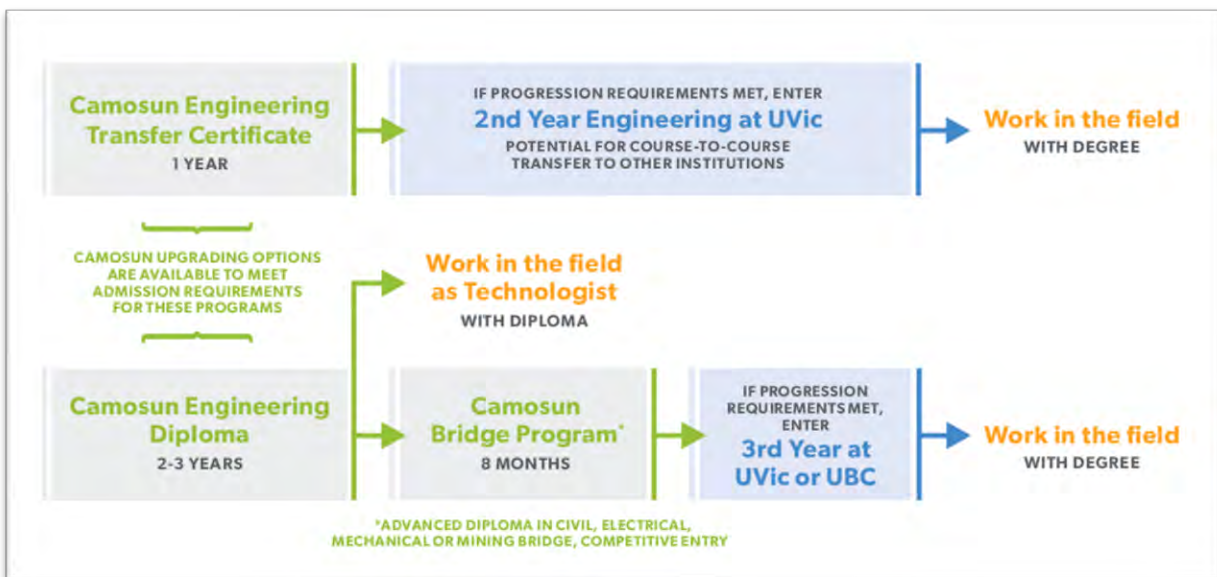 Camosun Engineering
Transfer Certificate
1 YEAR
IF PROGRESSION REQUIREMENTS MET, ENTER
2nd Year Engineering at UVic
POTENTIAL FOR COURSE-TO-COURSE
TRANSFER TO OTHER INSTITUTIONS
Work in the field
WITH DEGREE
CAMOSUN UPGRADING OPTIONS
ARE AVAILABLE TO MEET
ADMISSION REQUIREMENTS
FOR THESE PROGRAMS
Work in the field
as Technologist
WITH DIPLOMA
Camosun Engineering
Diploma
2-3 YEARS
Camosun
Bridge Program*
8 MONTHS
IF PROGRESSION
REQUIREMENTS MET,
ENTER
3rd Year at
UVic or UBC
Work in the field
WITH DEGREE
*ADVANCED DIPLOMA IN CIVIL, ELECTRICAL,
MECHANICAL OR MINING BRIDGE, COMPETITIVE ENTRY